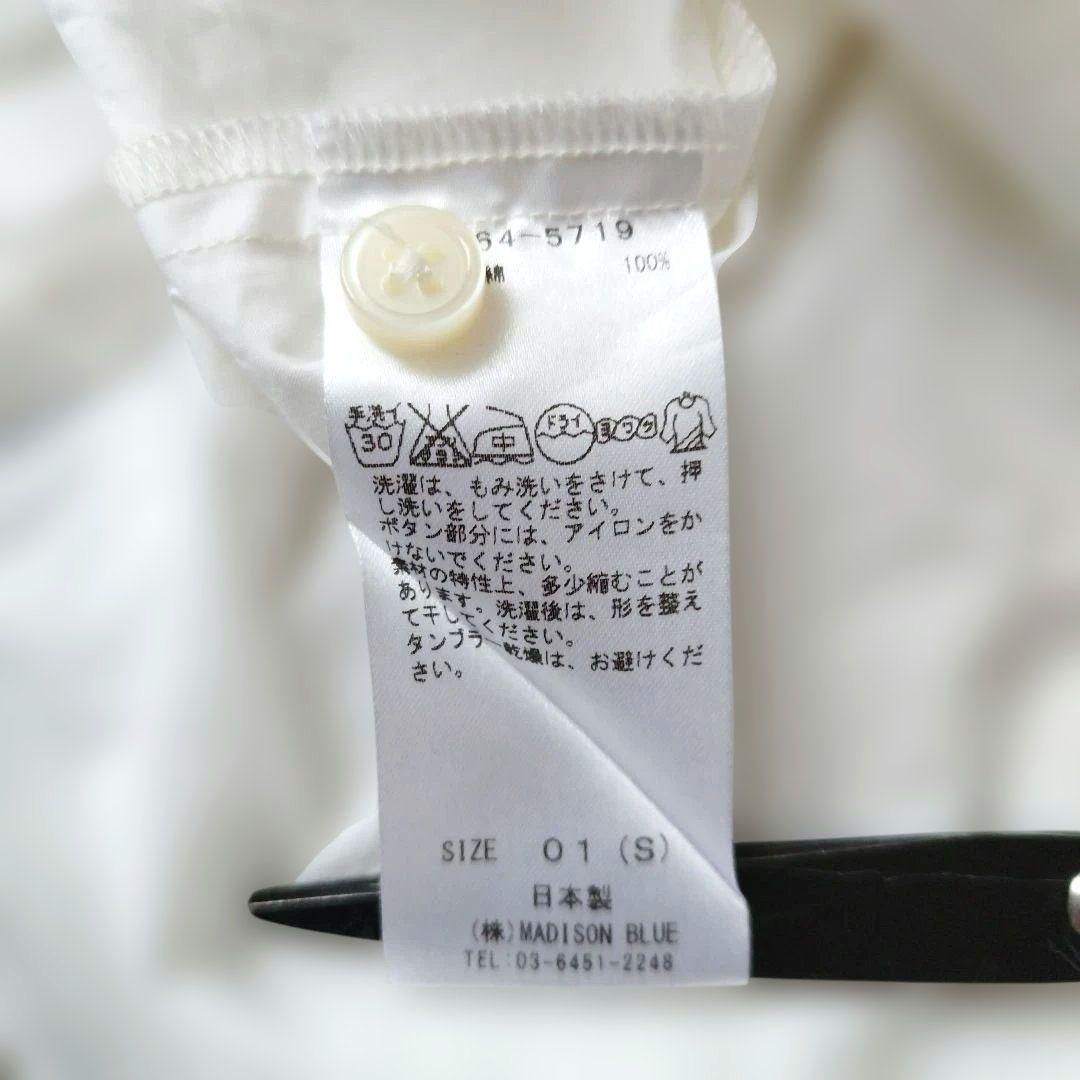 64-5719
綿 100%
手洗イ
30
中 ドライ ヨワク
洗濯は、もみ洗いをさけて、押
し洗いをしてください。
ボタン部分には、アイロンをか
けないでください。
素材の特性上、多少縮むことが
あります。洗濯後は、形を整え
て干してください。
タンブラー乾燥は、お避けくだ
さい。
SIZE 01(S)
日本製
(株)MADISON BLUE
TEL:03-6451-2248